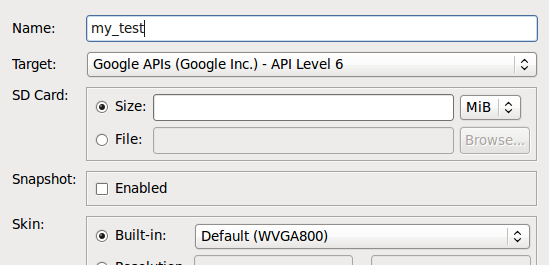 Name: my_test
Target: Google APIs (Google Inc.) - API Level 6
SD Card:
Size: MiB
File: Browse...
Snapshot: Enabled
Skin:
Built-in: Default (WVGA800)
Resolution